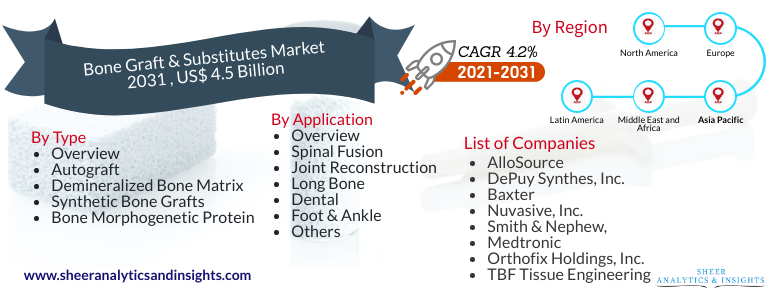 Bone Graft & Substitutes Market
2031 , US$ 4.5 Billion
CAGR 4.2%
2021-2031
By Region
North America
Europe
Latin America
Middle East and
Africa
Asia Pacific
By Type
Overview
Autograft
Demineralized Bone Matrix
Synthetic Bone Grafts
Bone Morphogenetic Protein
By Application
Overview
Spinal Fusion
Joint Reconstruction
Long Bone
Dental
Foot & Ankle
Others
List of Companies
AlloSource
DePuy Synthes, Inc.
Baxter
Nuvasive, Inc.
Smith & Nephew,
Medtronic
Orthofix Holdings, Inc.
TBF Tissue Engineering
www.sheeranalyticsandinsights.com
SHEER
ANALYTICS & INSIGHTS